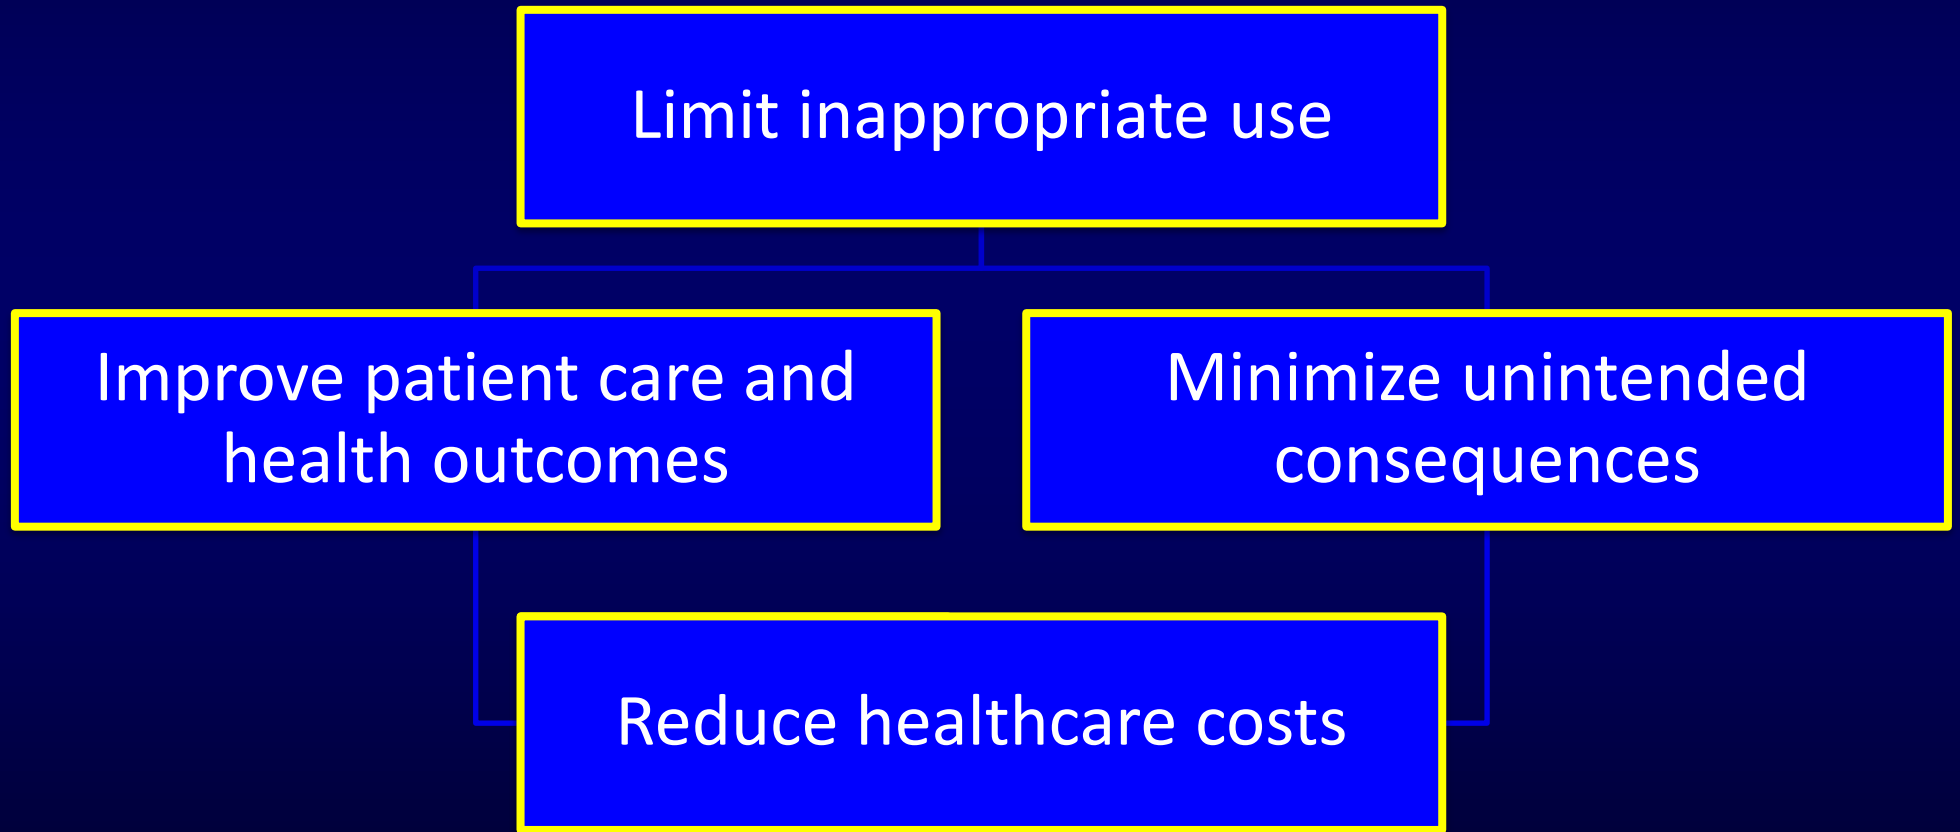 Limit inappropriate use
Improve patient care and
health outcomes
Minimize unintended
consequences
Reduce healthcare costs